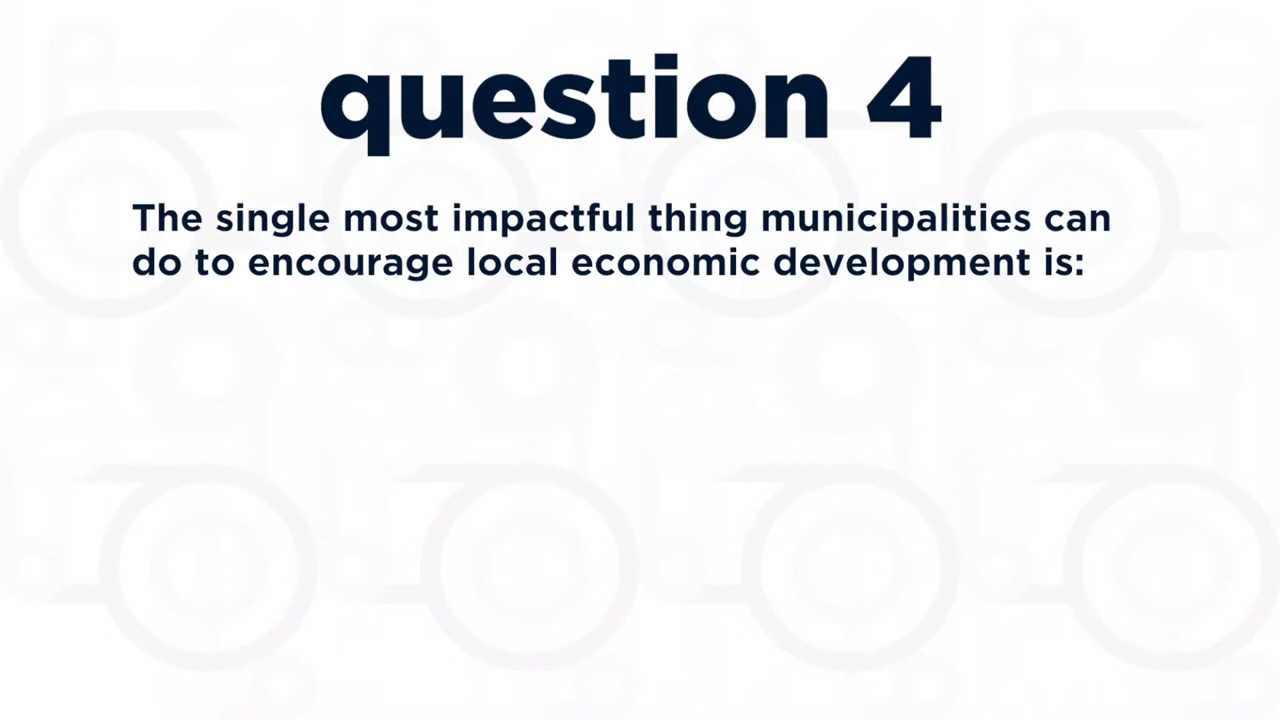 question 4
The single most impactful thing municipalities can
do to encourage local economic development is: